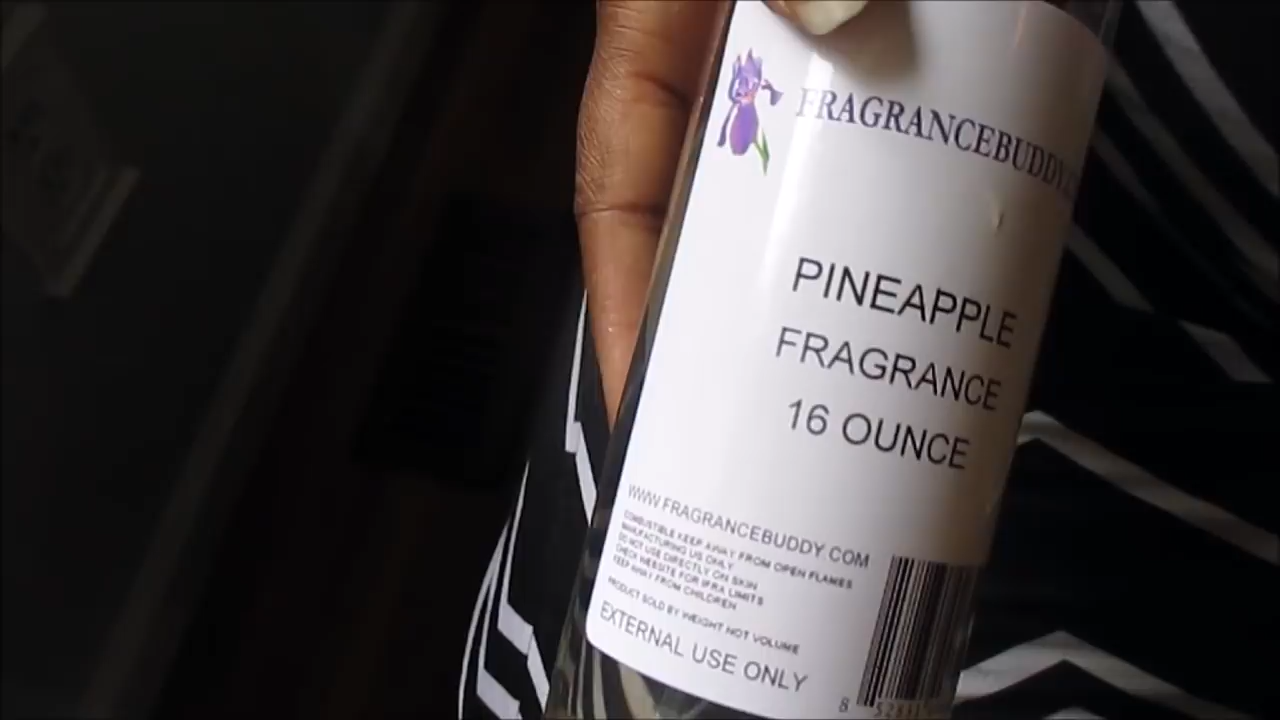 FRAGRANCEBUDDY
PINEAPPLE
FRAGRANCE
16 OUNCE
WWW.FRAGRANCEBUDDY.COM
COMBUSTIBLE KEEP AWAY FROM OPEN FLAMES
MANUFACTURING US ONLY
DO NOT USE DIRECTLY ON SKIN
CHECK WEBSITE FOR IFRA LIMITS
KEEP AWAY FROM CHILDREN
PRODUCT SOLD BY WEIGHT NOT VOLUME
EXTERNAL USE ONLY
8